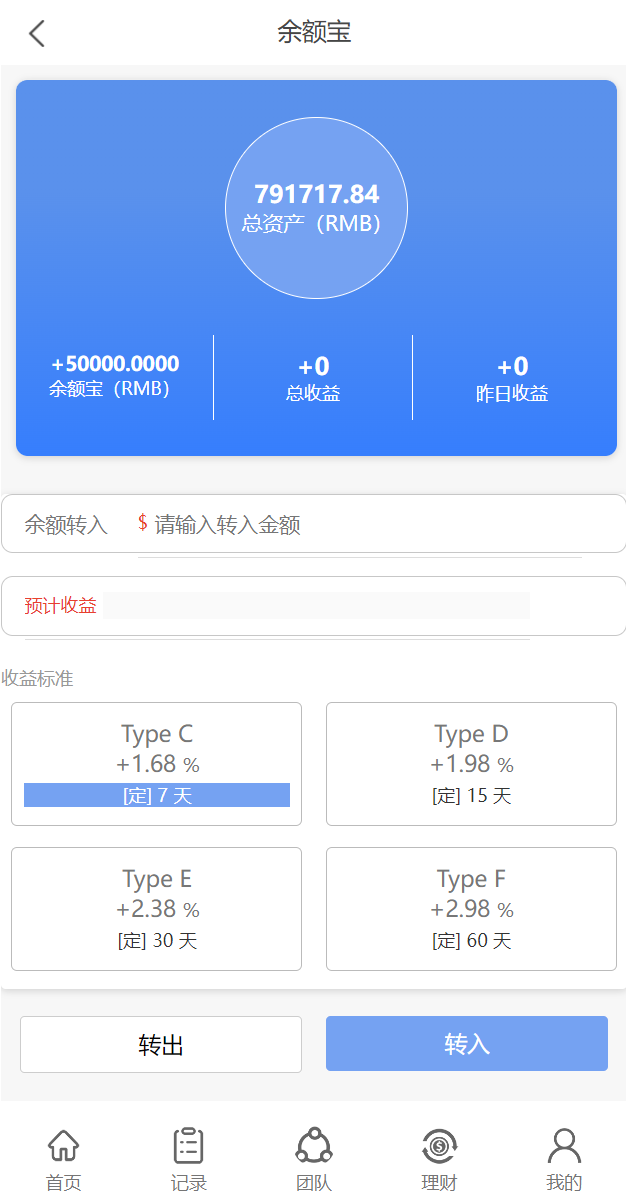 余额宝
791717.84
总资产（RMB）
+50000.0000
余额宝（RMB）
+0
总收益
+0
昨日收益
余额转入 $ 请输入转入金额
预计收益
收益标准
Type C
+1.68 %
[定] 7 天
Type D
+1.98 %
[定] 15 天
Type E
+2.38 %
[定] 30 天
Type F
+2.98 %
[定] 60 天
转出
转入
首页
记录
团队
理财
我的